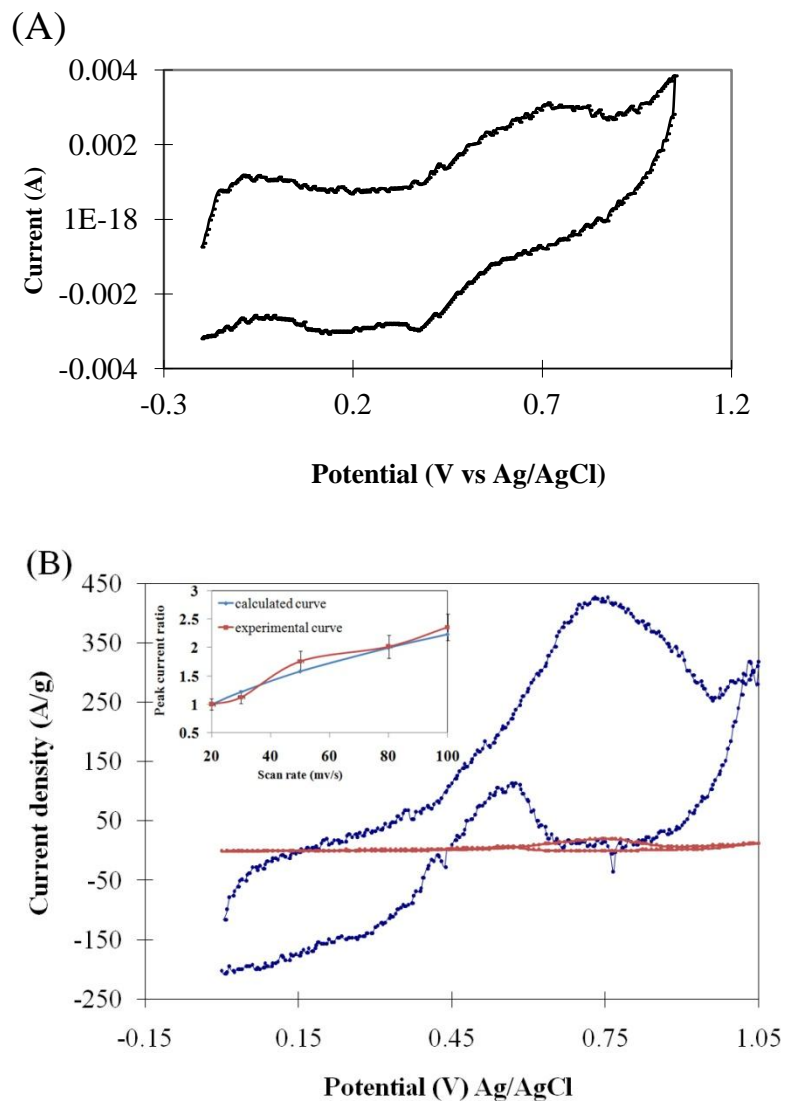 (A)
0.004
0.002
1E-18
-0.002
-0.004
Current (A)
-0.3 0.2 0.7 1.2
Potential (V vs Ag/AgCl)
(B)
450
350
250
150
50
-50
-150
-250
Current density (A/g)
3
2.5
2
1.5
1
0.5
Peak current ratio
calculated curve
experimental curve
20 40 60 80 100
Scan rate (mv/s)
-0.15 0.15 0.45 0.75 1.05
Potential (V) Ag/AgCl